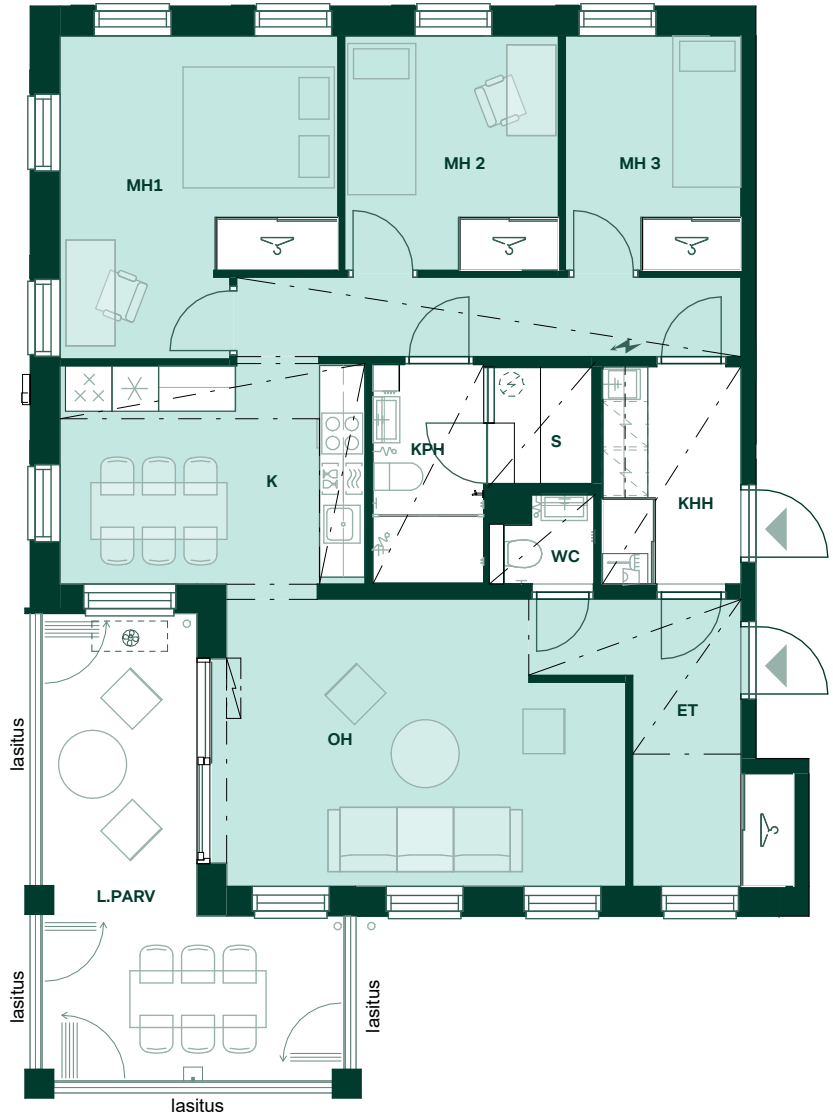 MH1
MH 2
MH 3
K
KPH
S
KHH
WC
ET
OH
lasitus
L.PARV
lasitus
lasitus
lasitus